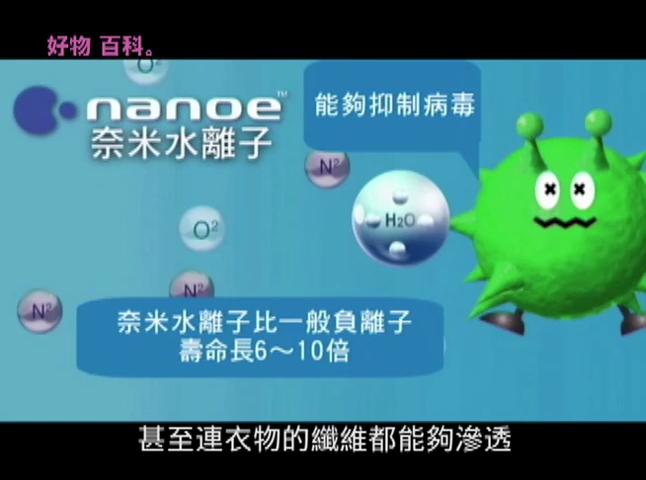 好物 百科。
O²
nanoe™
奈米水離子
能夠抑制病毒
N²
H₂O
O²
N²
N²
奈米水離子比一般負離子
壽命長6～10倍
甚至連衣物的纖維都能夠滲透